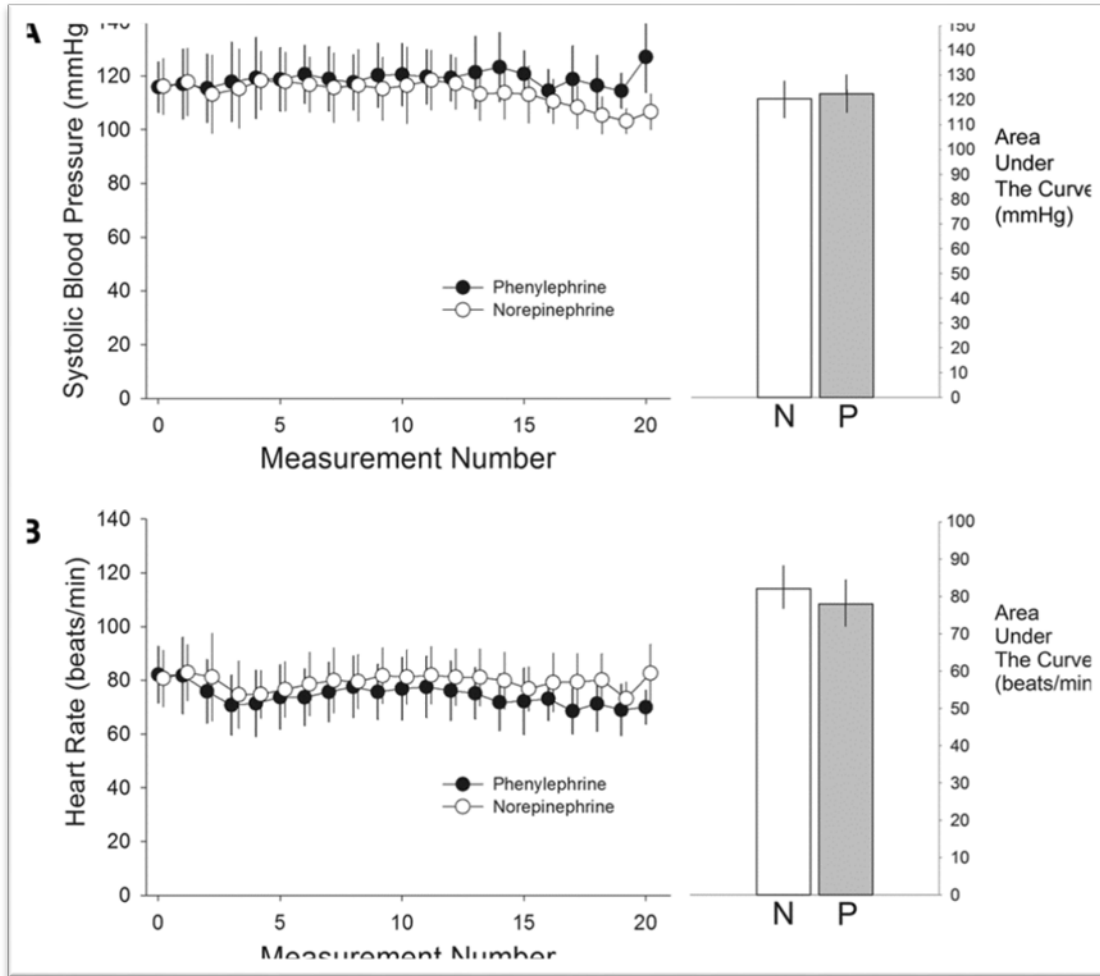 A
Systolic Blood Pressure (mmHg)
140
120
100
80
60
40
20
0
0 5 10 15 20
Measurement Number
Phenylephrine
Norepinephrine
150
140
130
120
110
100
90
80
70
60
50
40
30
20
10
0
N P
Area
Under
The Curve
(mmHg)
B
Heart Rate (beats/min)
140
120
100
80
60
40
20
0
0 5 10 15 20
Measurement Number
Phenylephrine
Norepinephrine
100
90
80
70
60
50
40
30
20
10
0
N P
Area
Under
The Curve
(beats/min